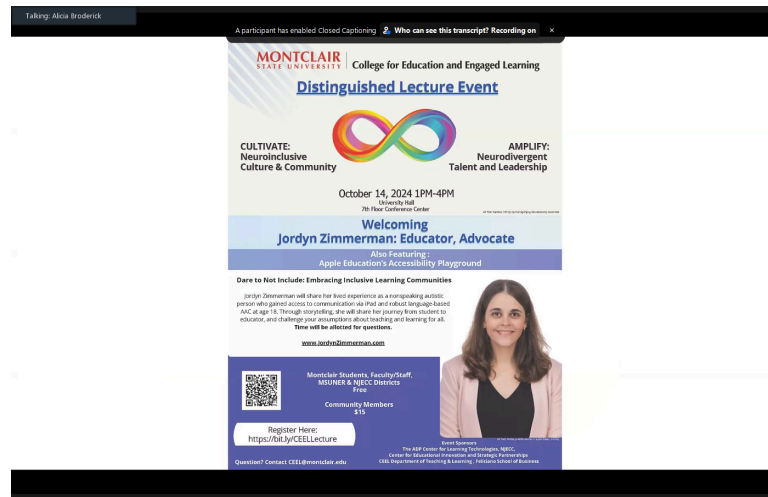 Talking: Alicia Broderick
A participant has enabled Closed Captioning
Who can see this transcript? Recording on
×
MONTCLAIR
STATE UNIVERSITY
College for Education and Engaged Learning
Distinguished Lecture Event
CULTIVATE:
Neuroinclusive
Culture & Community
AMPLIFY:
Neurodivergent
Talent and Leadership
October 14, 2024 1PM-4PM
University Hall
7th Floor Conference Center
Welcoming
Jordyn Zimmerman: Educator, Advocate
Also Featuring :
Apple Education's Accessibility Playground
Dare to Not Include: Embracing Inclusive Learning Communities
Jordyn Zimmerman will share her lived experience as a nonspeaking autistic
person who gained access to communication via iPad and robust language-based
AAC at age 18. Through storytelling, she will share her journey from student to
educator, and challenge your assumptions about teaching and learning for all.
Time will be allotted for questions.
www.JordynZimmerman.com
Montclair Students, Faculty/Staff,
MSUNER & NJECC Districts
Free
Community Members
$15
Register Here:
https://bit.ly/CEELLecture
Question? Contact CEEL@montclair.edu
Event Sponsors
The ADP Center for Learning Technologies, NJECC,
Center for Educational Innovation and Strategic Partnerships
CEEL Department of Teaching & Learning , Feliciano School of Business